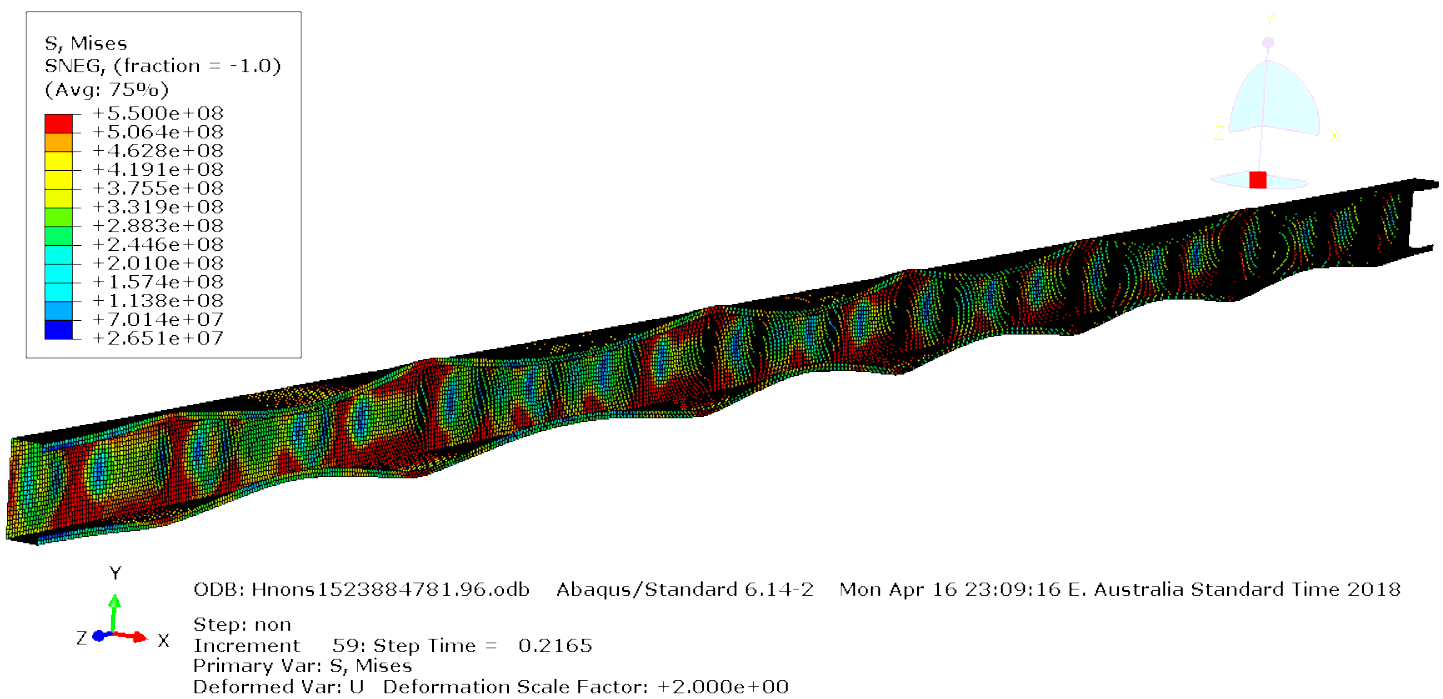 S, Mises
SNEG, (fraction = -1.0)
(Avg: 75%)
+5.500e+08
+5.064e+08
+4.628e+08
+4.191e+08
+3.755e+08
+3.319e+08
+2.883e+08
+2.446e+08
+2.010e+08
+1.574e+08
+1.138e+08
+7.014e+07
+2.651e+07
Y
Z X
Y
Z X
ODB: Hnons1523884781.96.odb Abaqus/Standard 6.14-2 Mon Apr 16 23:09:16 E. Australia Standard Time 2018
Step: non
Increment 59: Step Time = 0.2165
Primary Var: S, Mises
Deformed Var: U Deformation Scale Factor: +2.000e+00